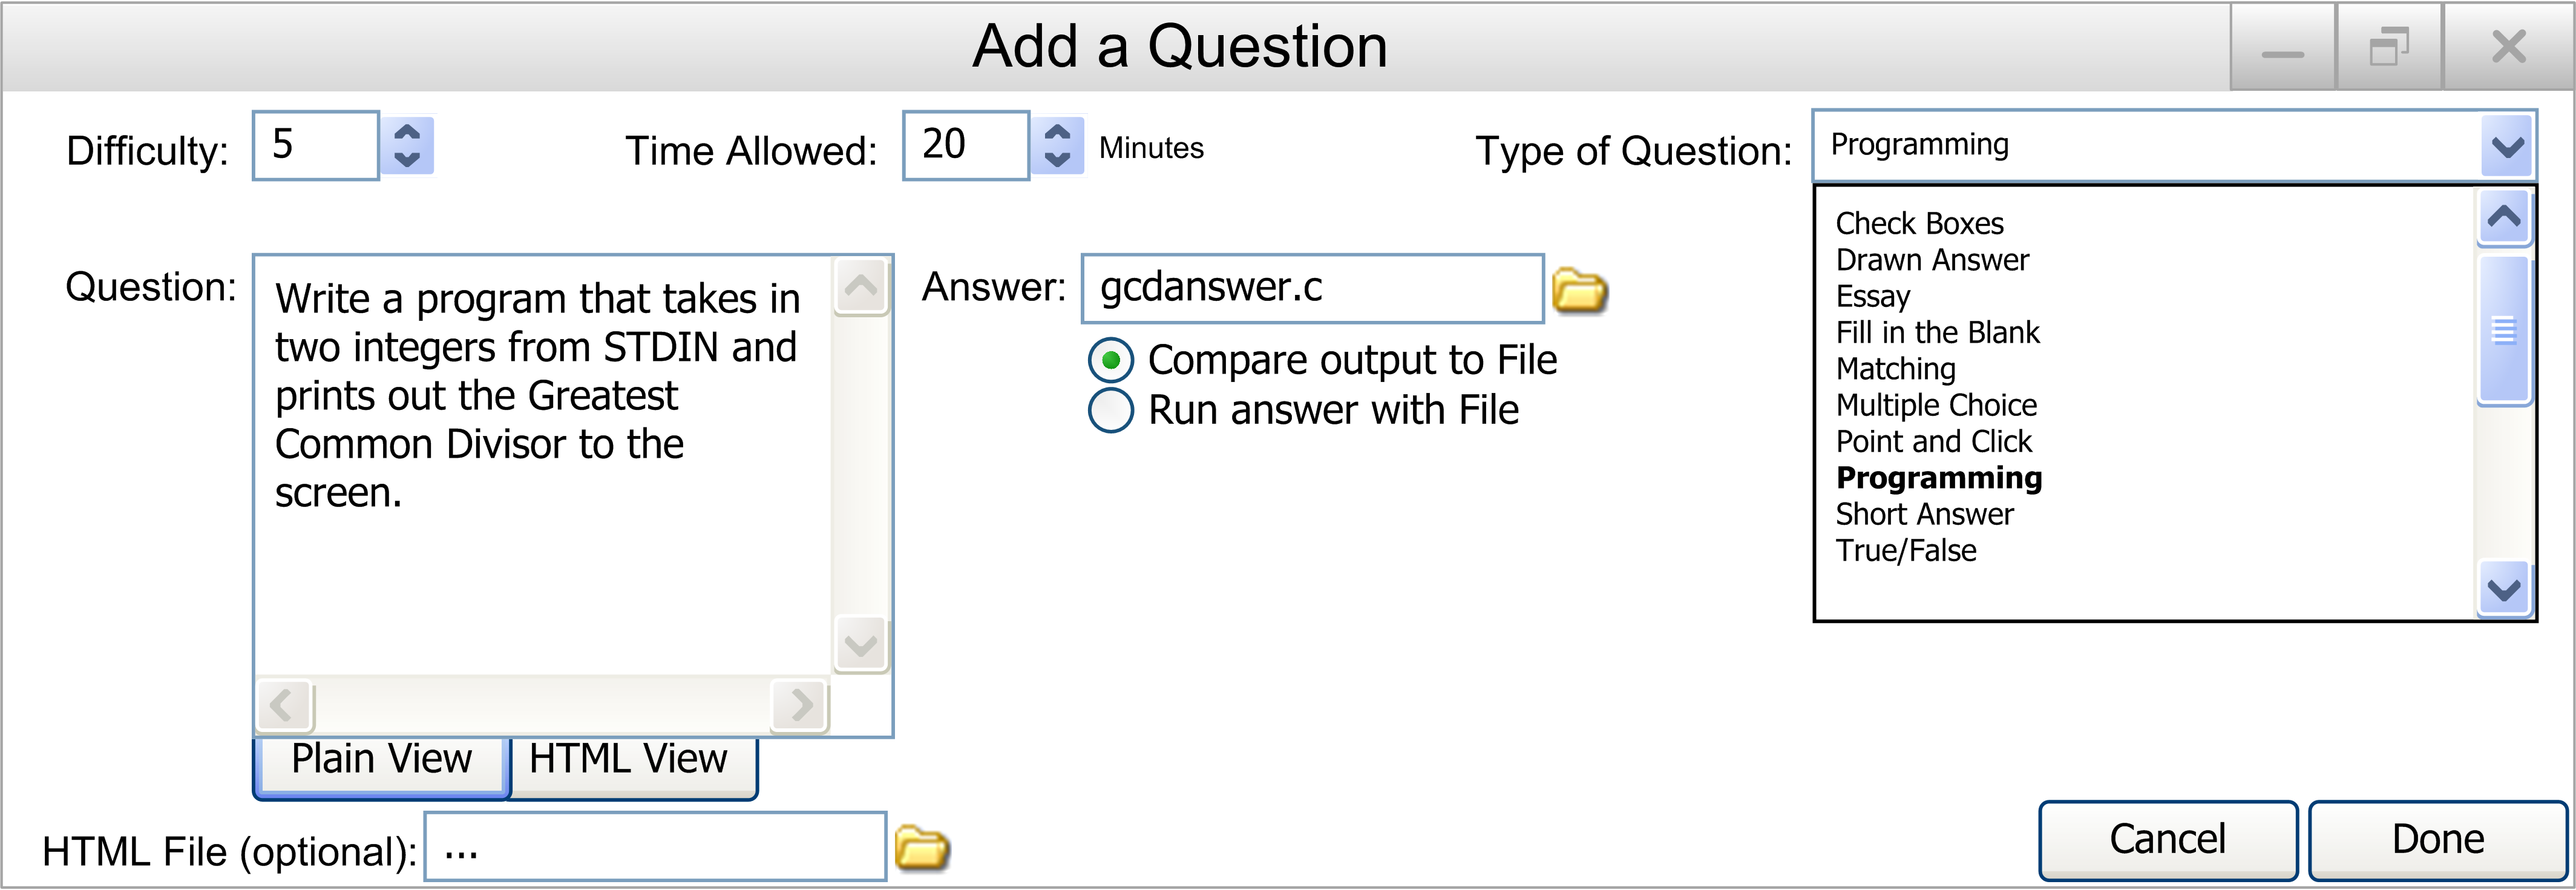 Add a Question
Difficulty: 5 Time Allowed: 20 Minutes Type of Question: Programming
Check Boxes
Drawn Answer
Essay
Fill in the Blank
Matching
Multiple Choice
Point and Click
Programming
Short Answer
True/False
Question:
Write a program that takes in
two integers from STDIN and
prints out the Greatest
Common Divisor to the
screen.
Answer: gcdanswer.c
Compare output to File
Run answer with File
Plain View HTML View
HTML File (optional): ...
Cancel Done